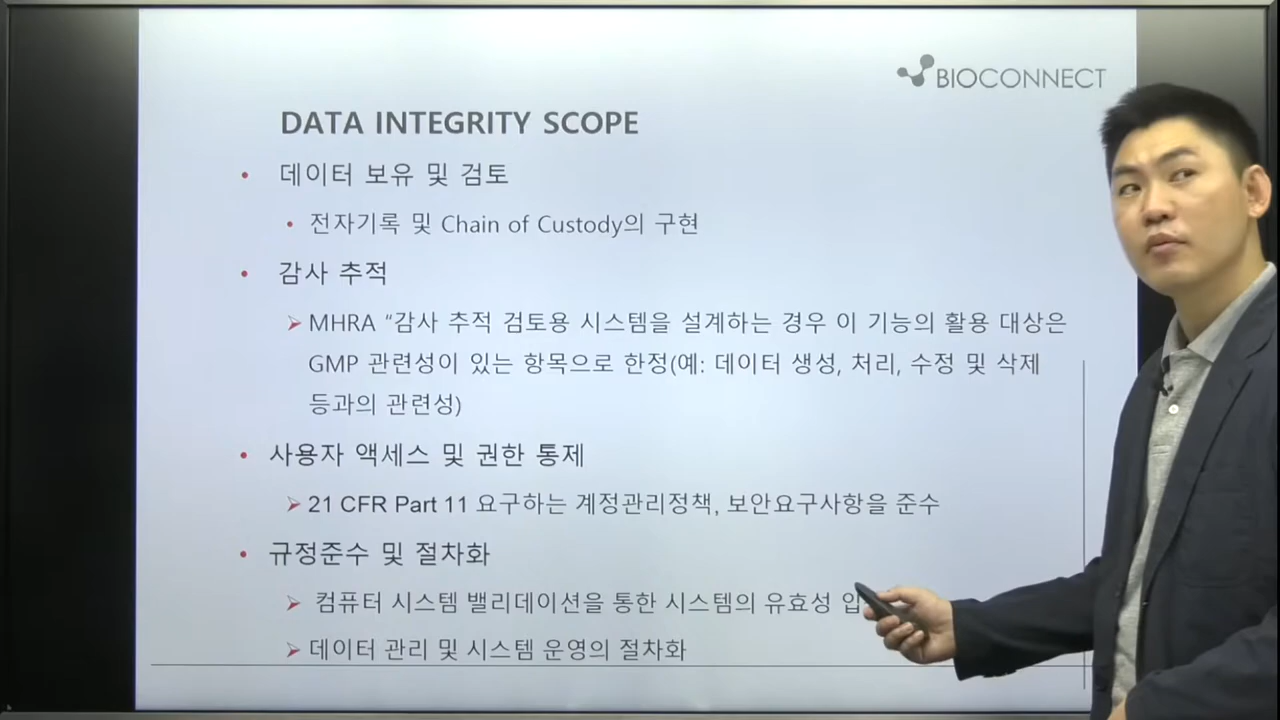 BIOCONNECT
DATA INTEGRITY SCOPE
• 데이터 보유 및 검토
• 전자기록 및 Chain of Custody의 구현
• 감사 추적
➢ MHRA “감사 추적 검토용 시스템을 설계하는 경우 이 기능의 활용 대상은
GMP 관련성이 있는 항목으로 한정(예: 데이터 생성, 처리, 수정 및 삭제
등과의 관련성)
• 사용자 액세스 및 권한 통제
➢ 21 CFR Part 11 요구하는 계정관리정책, 보안요구사항을 준수
• 규정준수 및 절차화
➢ 컴퓨터 시스템 밸리데이션을 통한 시스템의 유효성
➢ 데이터 관리 및 시스템 운영의 절차화